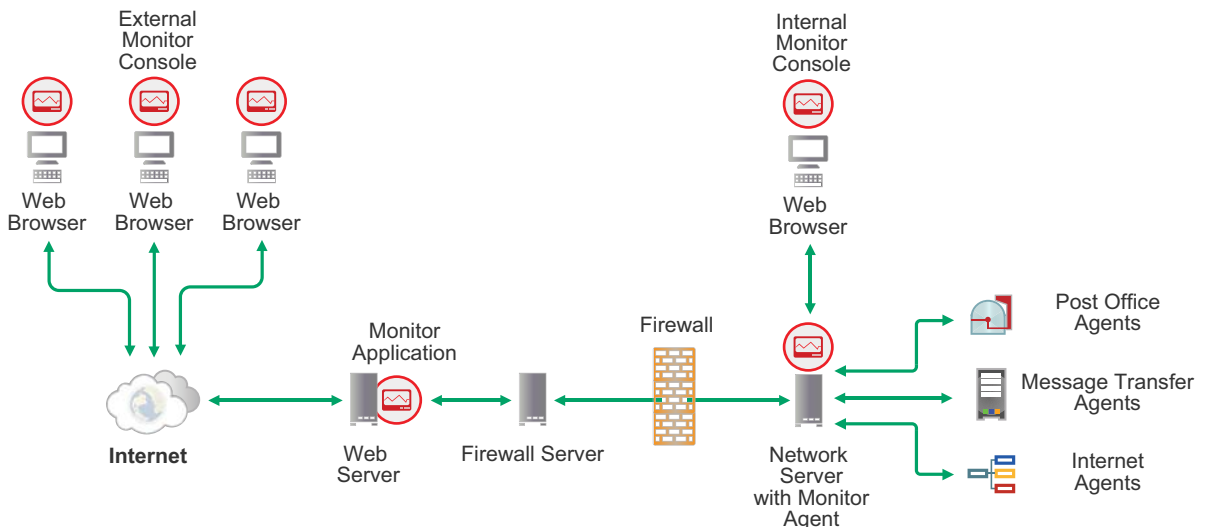 External
Monitor
Console
Internal
Monitor
Console
Web
Browser
Web
Browser
Web
Browser
Web
Browser
Monitor
Application
Firewall
Post Office
Agents
Message Transfer
Agents
Internet
Agents
Internet
Web
Server
Firewall Server
Network
Server
with Monitor
Agent